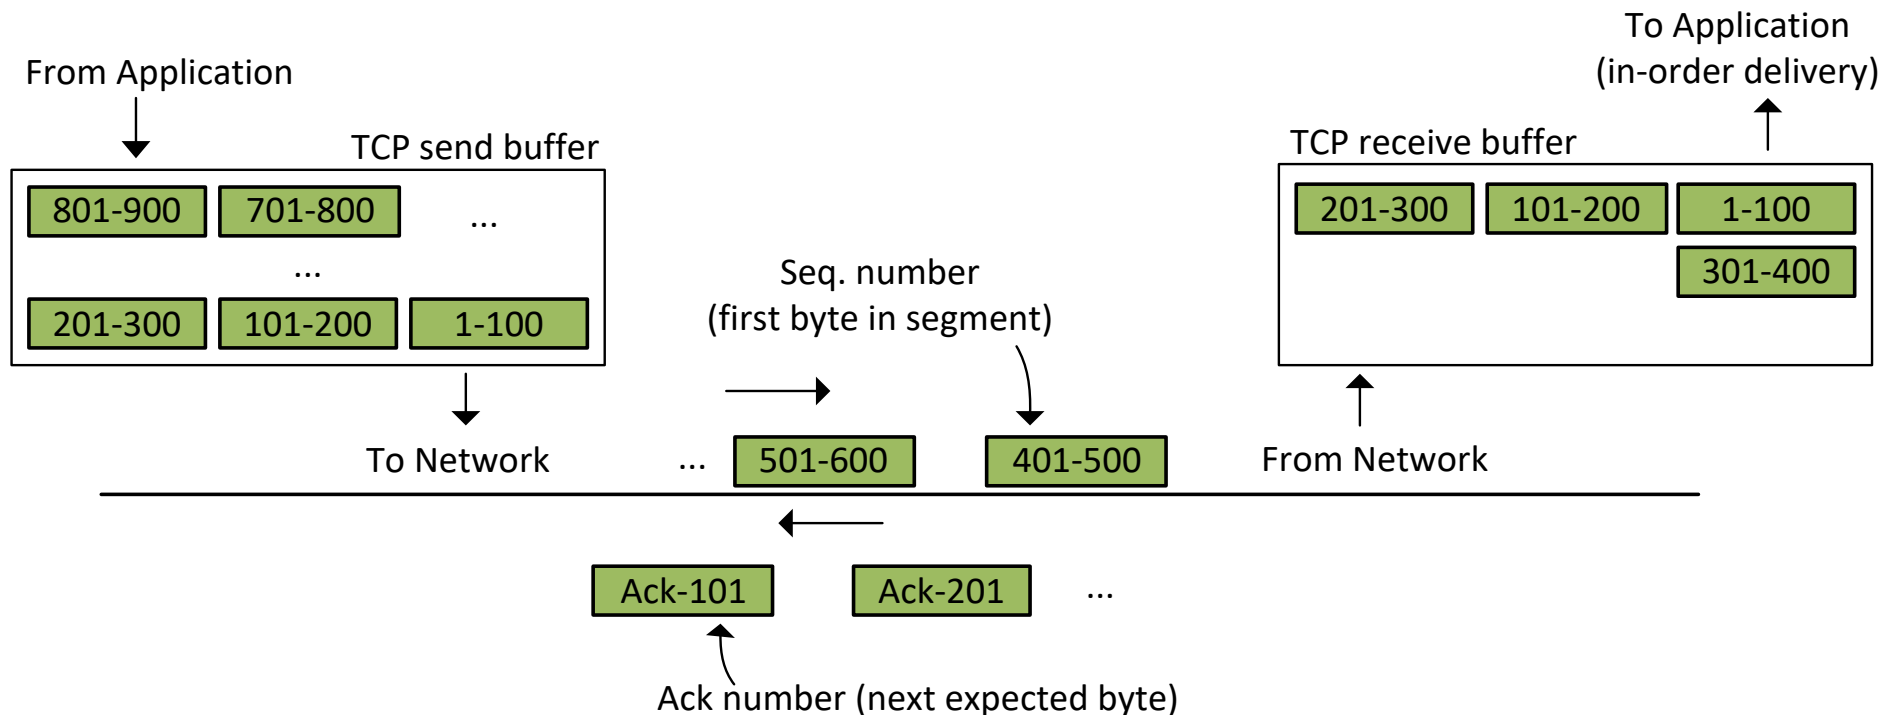 From Application
TCP send buffer
801-900 701-800 ...
...
201-300 101-200 1-100
To Network
Seq. number
(first byte in segment)
... 501-600 401-500
Ack-101 Ack-201 ...
Ack number (next expected byte)
To Application
(in-order delivery)
TCP receive buffer
201-300 101-200 1-100
301-400
From Network